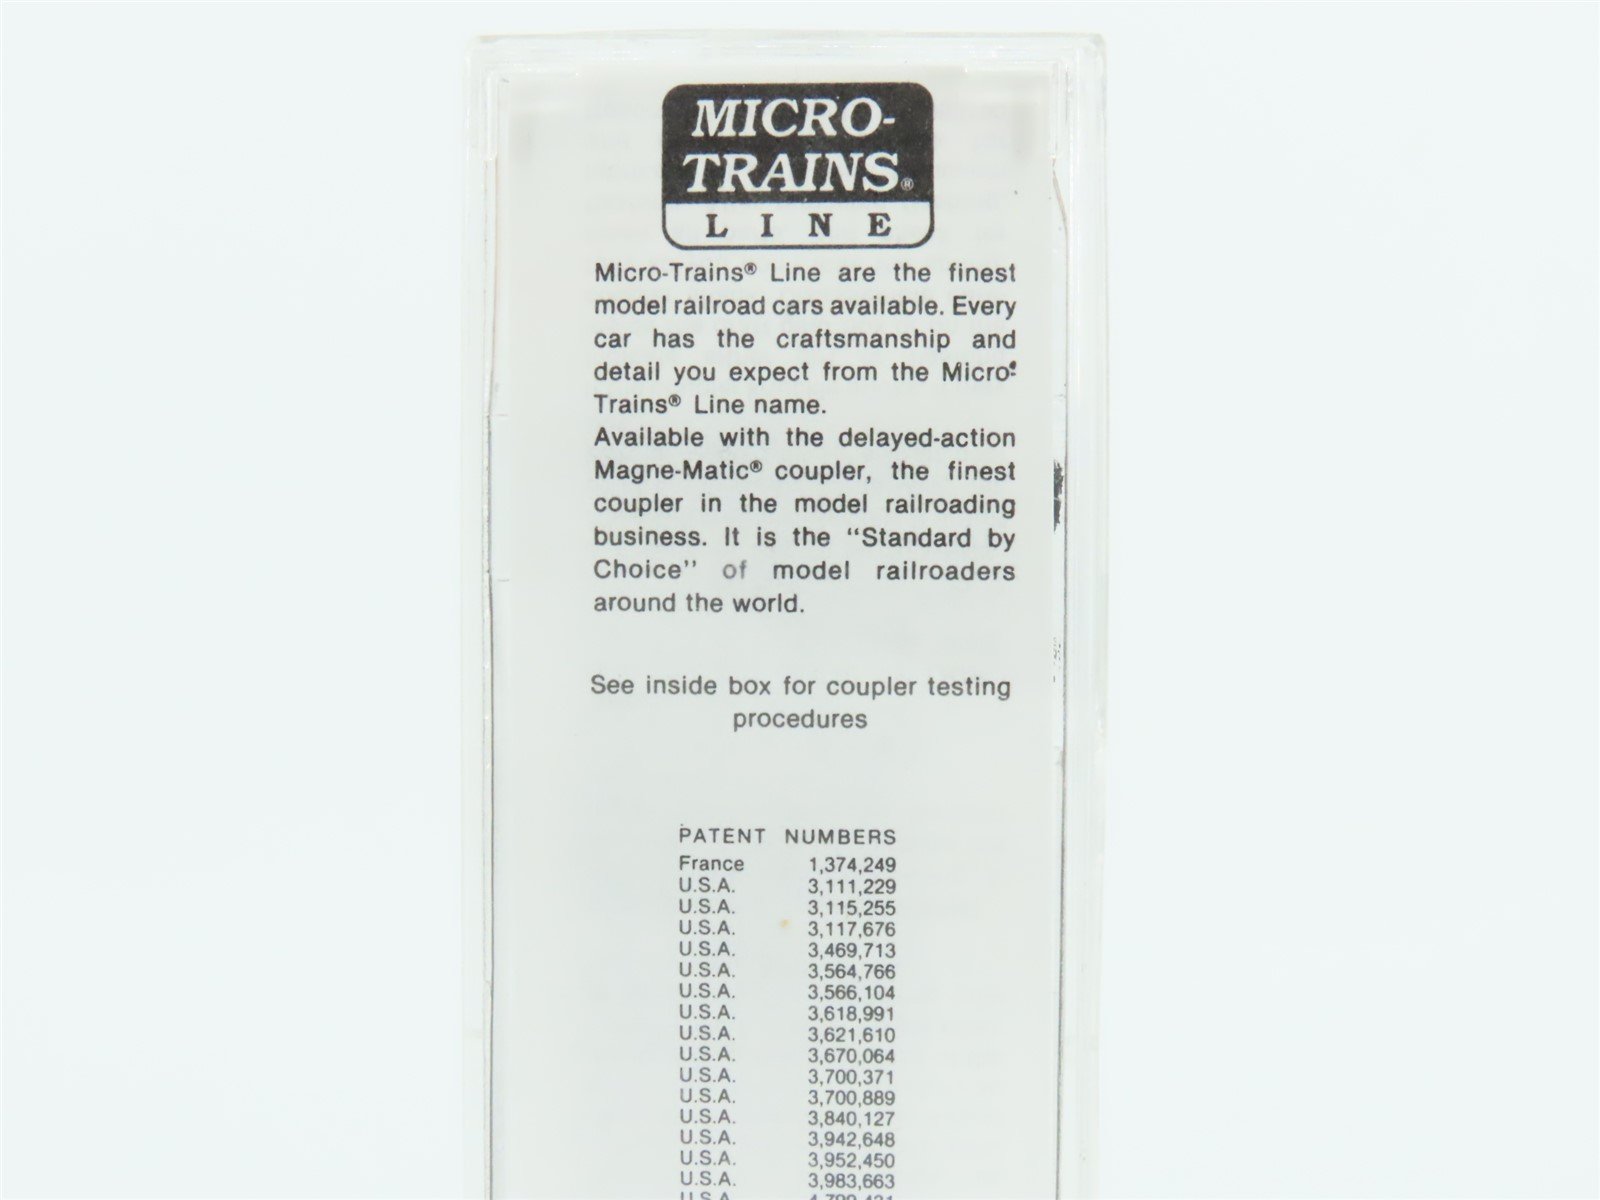 MICRO-
TRAINS®
LINE
Micro-Trains® Line are the finest
model railroad cars available. Every
car has the craftsmanship and
detail you expect from the Micro-
Trains® Line name.
Available with the delayed-action
Magne-Matic® coupler, the finest
coupler in the model railroading
business. It is the “Standard by
Choice” of model railroaders
around the world.
See inside box for coupler testing
procedures
PATENT NUMBERS
France 1,374,249
U.S.A. 3,111,229
U.S.A. 3,115,255
U.S.A. 3,117,676
U.S.A. 3,469,713
U.S.A. 3,564,766
U.S.A. 3,566,104
U.S.A. 3,618,991
U.S.A. 3,621,610
U.S.A. 3,670,064
U.S.A. 3,700,371
U.S.A. 3,700,889
U.S.A. 3,840,127
U.S.A. 3,942,648
U.S.A. 3,952,450
U.S.A. 3,983,663
U.S.A.